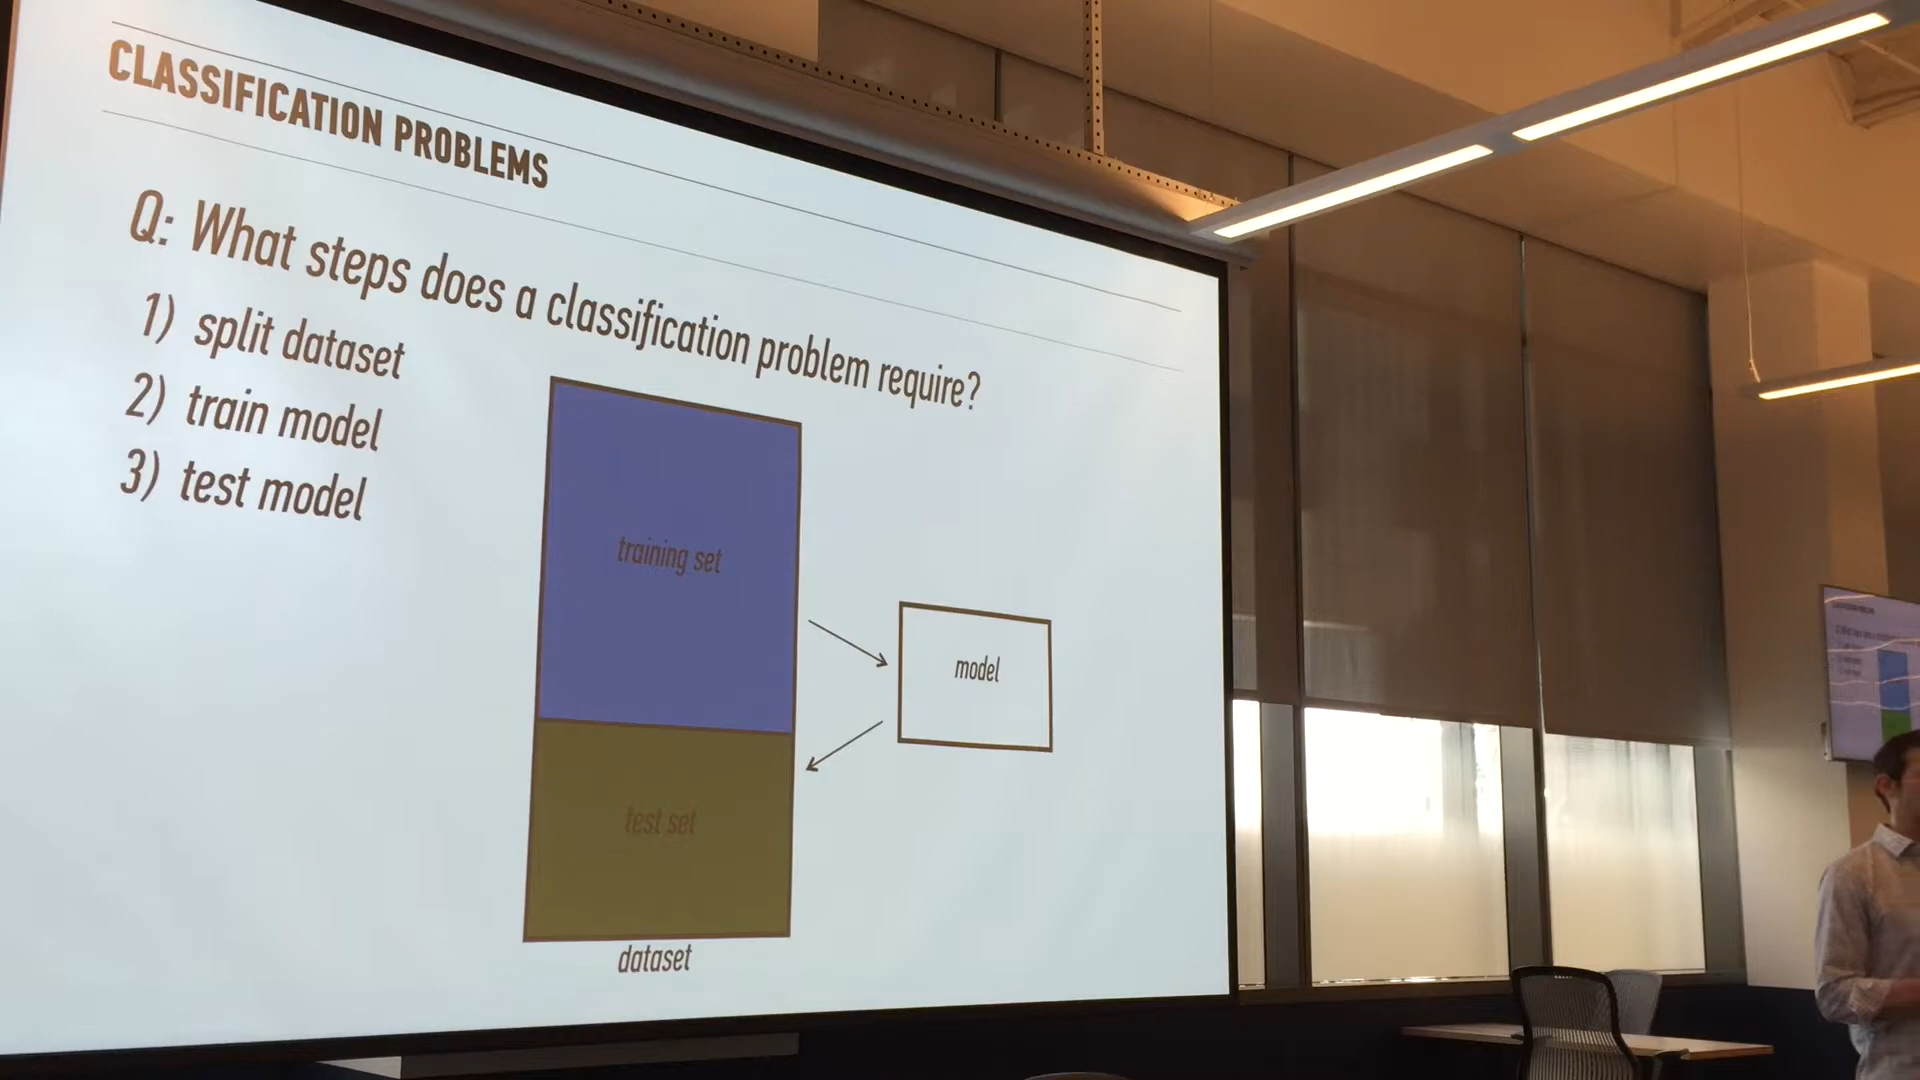 CLASSIFICATION PROBLEMS
Q: What steps does a classification problem require?
1) split dataset
2) train model
3) test model
training set
model
test set
dataset